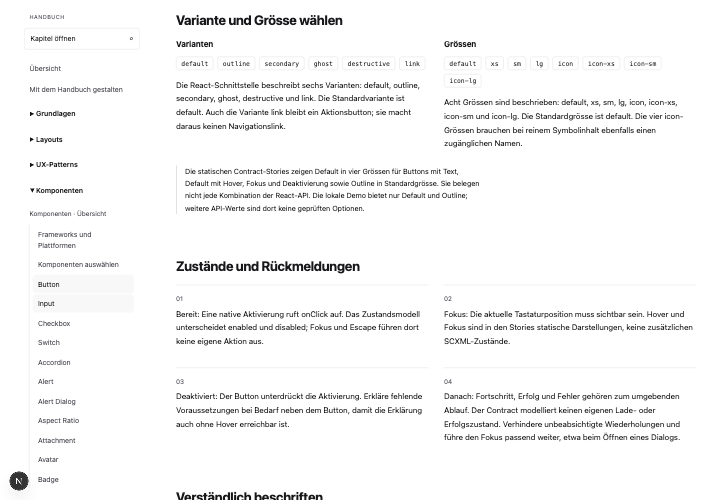 HANDBUCH
Kapitel öffnen
Übersicht
Mit dem Handbuch gestalten
▸ Grundlagen
▸ Layouts
▸ UX-Patterns
▾ Komponenten
Komponenten · Übersicht
Frameworks und
Plattformen
Komponenten auswählen
Button
Input
Checkbox
Switch
Accordion
Alert
Alert Dialog
Aspect Ratio
Attachment
Avatar
Badge
N
Variante und Grösse wählen
Varianten
default outline secondary ghost destructive link
Die React-Schnittstelle beschreibt sechs Varianten: default, outline,
secondary, ghost, destructive und link. Die Standardvariante ist
default. Auch die Variante link bleibt ein Aktionsbutton; sie macht
daraus keinen Navigationslink.
Grössen
default xs sm lg icon icon-xs icon-sm
icon-lg
Acht Grössen sind beschrieben: default, xs, sm, lg, icon, icon-xs,
icon-sm und icon-lg. Die Standardgrösse ist default. Die vier icon-
Grössen brauchen bei reinem Symbolinhalt ebenfalls einen
zugänglichen Namen.
Die statischen Contract-Stories zeigen Default in vier Grössen für Buttons mit Text,
Default mit Hover, Fokus und Deaktivierung sowie Outline in Standardgrösse. Sie belegen
nicht jede Kombination der React-API. Die lokale Demo bietet nur Default und Outline;
weitere API-Werte sind dort keine geprüften Optionen.
Zustände und Rückmeldungen
01
Bereit: Eine native Aktivierung ruft onClick auf. Das Zustandsmodell
unterscheidet enabled und disabled; Fokus und Escape führen dort
keine eigene Aktion aus.
02
Fokus: Die aktuelle Tastaturposition muss sichtbar sein. Hover und
Fokus sind in den Stories statische Darstellungen, keine zusätzlichen
SCXML-Zustände.
03
Deaktiviert: Der Button unterdrückt die Aktivierung. Erkläre fehlende
Voraussetzungen bei Bedarf neben dem Button, damit die Erklärung
auch ohne Hover erreichbar ist.
04
Danach: Fortschritt, Erfolg und Fehler gehören zum umgebenden
Ablauf. Der Contract modelliert keinen eigenen Lade- oder
Erfolgszustand. Verhindere unbeabsichtigte Wiederholungen und
führe den Fokus passend weiter, etwa beim Öffnen eines Dialogs.
Verständlich beschriften